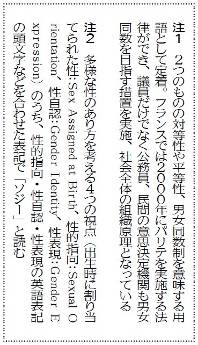 注1 2つのものの対等性や平等性、男女同数制を意味する用
語として定着。フランスでは2000年にパリテを実施する法
律ができ、議員だけでなく公務員、民間の意思決定機関も男女
同数を目指す措置を実施、社会全体の組織原理となっている
注2 多様な性のあり方を考える4つの視点（出生時に割り当
てられた性:Sex Assigned at Birth、性的指向:Sexual O
rientation、性自認:Gender Identity、性表現:Gender E
xpression）のうち、性的指向・性自認・性表現の英語表記
の頭文字などを合わせた表記で「ソジー」と読む